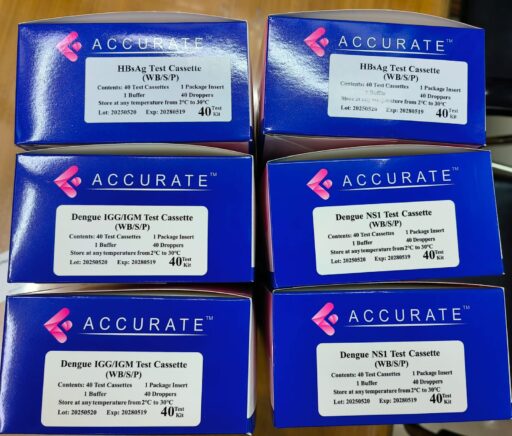 ACCURATE™
HBsAg Test Cassette
(WB/S/P)
Contents: 40 Test Cassettes 1 Package Insert
1 Buffer 40 Droppers
Store at any temperature from 2°C to 30°C
Lot: 20250520 Exp: 20280519 40 Test Kit
ACCURATE™
HBsAg Test Cassette
(WB/S/P)
Contents: 40 Test Cassettes 1 Package Insert
1 Buffer 40 Droppers
Store at any temperature from 2°C to 30°C
Lot: 20250520 Exp: 20280519 40 Test Kit
ACCURATE™
Dengue IGG/IGM Test Cassette
(WB/S/P)
Contents: 40 Test Cassettes 1 Package Insert
1 Buffer 40 Droppers
Store at any temperature from 2°C to 30°C
Lot: 20250520 Exp: 20280519 40 Test Kit
ACCURATE™
Dengue NS1 Test Cassette
(WB/S/P)
Contents: 40 Test Cassettes 1 Package Insert
1 Buffer 40 Droppers
Store at any temperature from 2°C to 30°C
Lot: 20250520 Exp: 20280519 40 Test Kit
ACCURATE™
Dengue IGG/IGM Test Cassette
(WB/S/P)
Contents: 40 Test Cassettes 1 Package Insert
1 Buffer 40 Droppers
Store at any temperature from 2°C to 30°C
Lot: 20250520 Exp: 20280519 40 Test Kit
ACCURATE™
Dengue NS1 Test Cassette
(WB/S/P)
Contents: 40 Test Cassettes 1 Package Insert
1 Buffer 40 Droppers
Store at any temperature from 2°C to 30°C
Lot: 20250520 Exp: 20280519 40 Test Kit